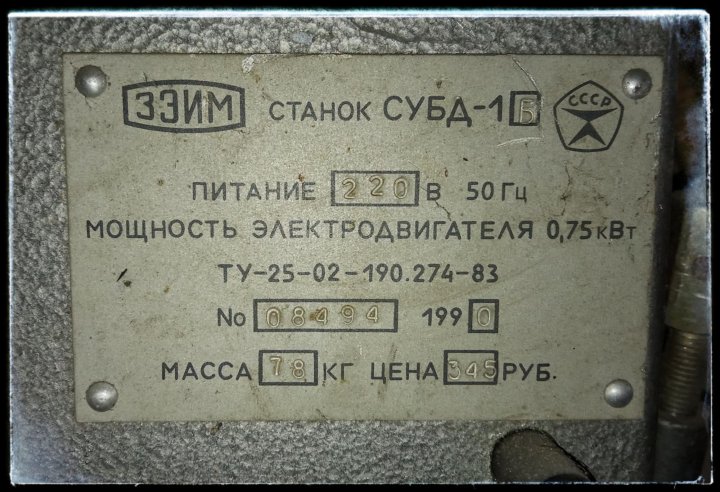 ЗЭИМ СТАНОК СУБД-1Б СССР
ПИТАНИЕ 220 В 50 Гц
МОЩНОСТЬ ЭЛЕКТРОДВИГАТЕЛЯ 0,75 кВт
ТУ-25-02-190.274-83
No 08494 1990
МАССА 78 КГ ЦЕНА 345 РУБ.